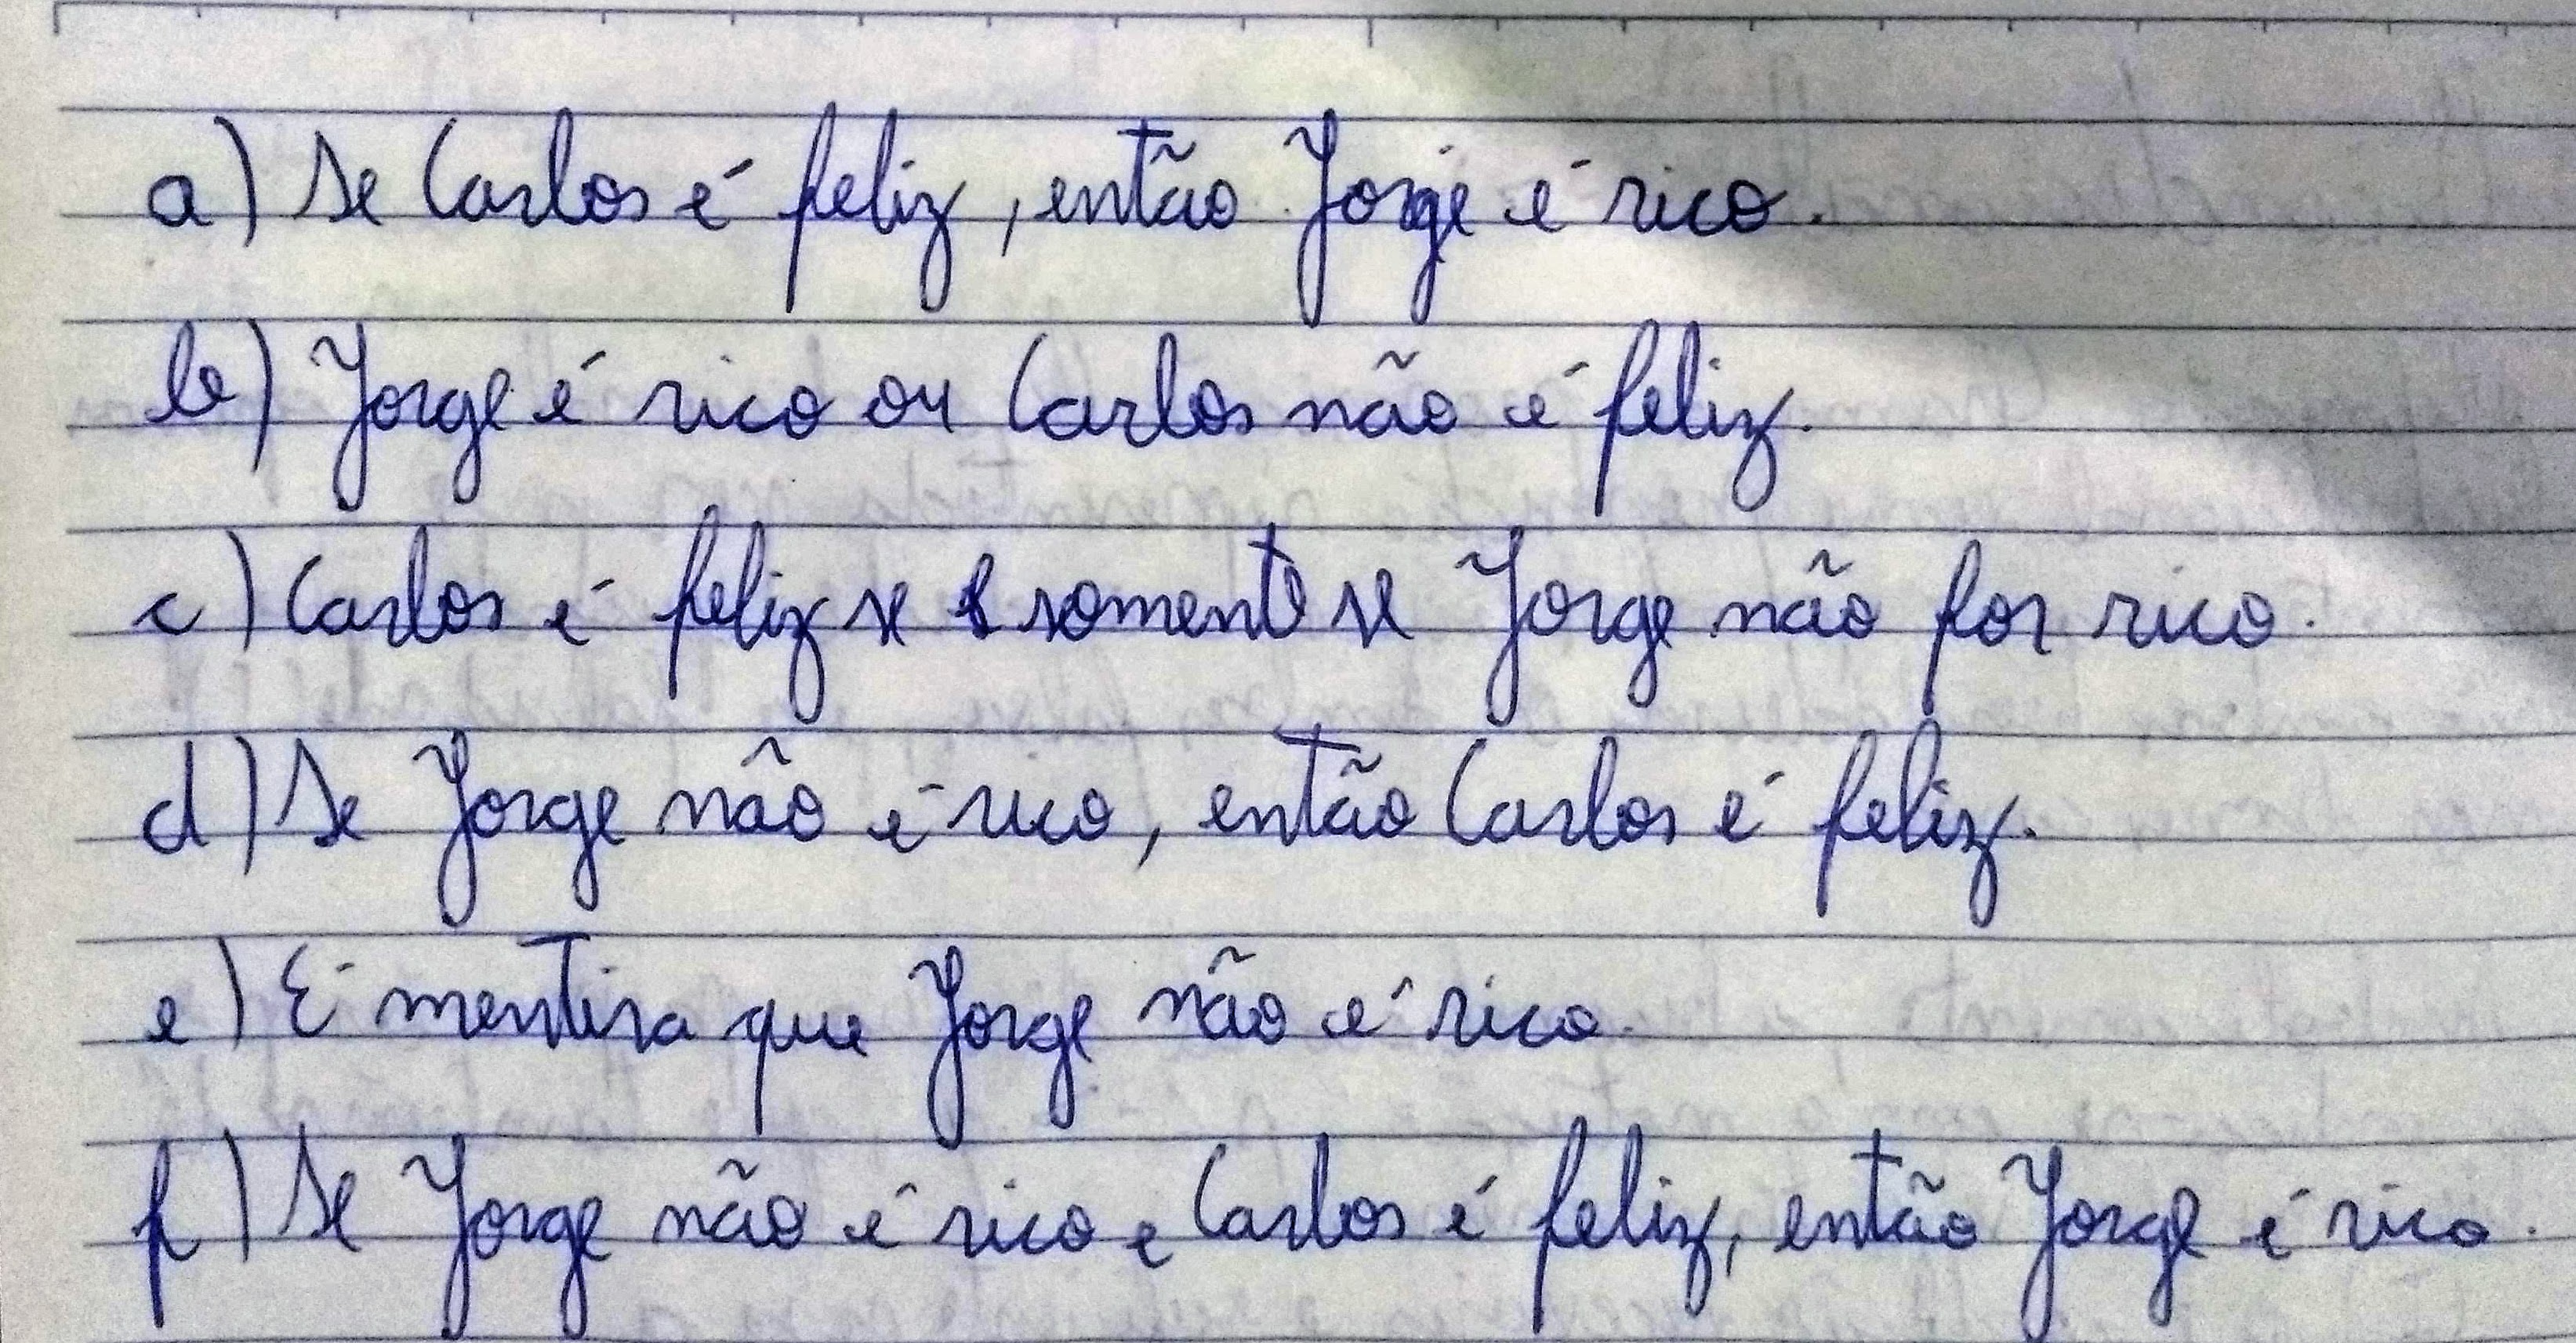 a) Se Carlos é feliz, então Jorge é rico.
b) Jorge é rico ou Carlos não é feliz.
c) Carlos é feliz se e somente se Jorge não for rico.
d) Se Jorge não é rico, então Carlos é feliz.
e) É mentira que Jorge não é rico.
f) Se Jorge não é rico e Carlos é feliz, então Jorge é rico.